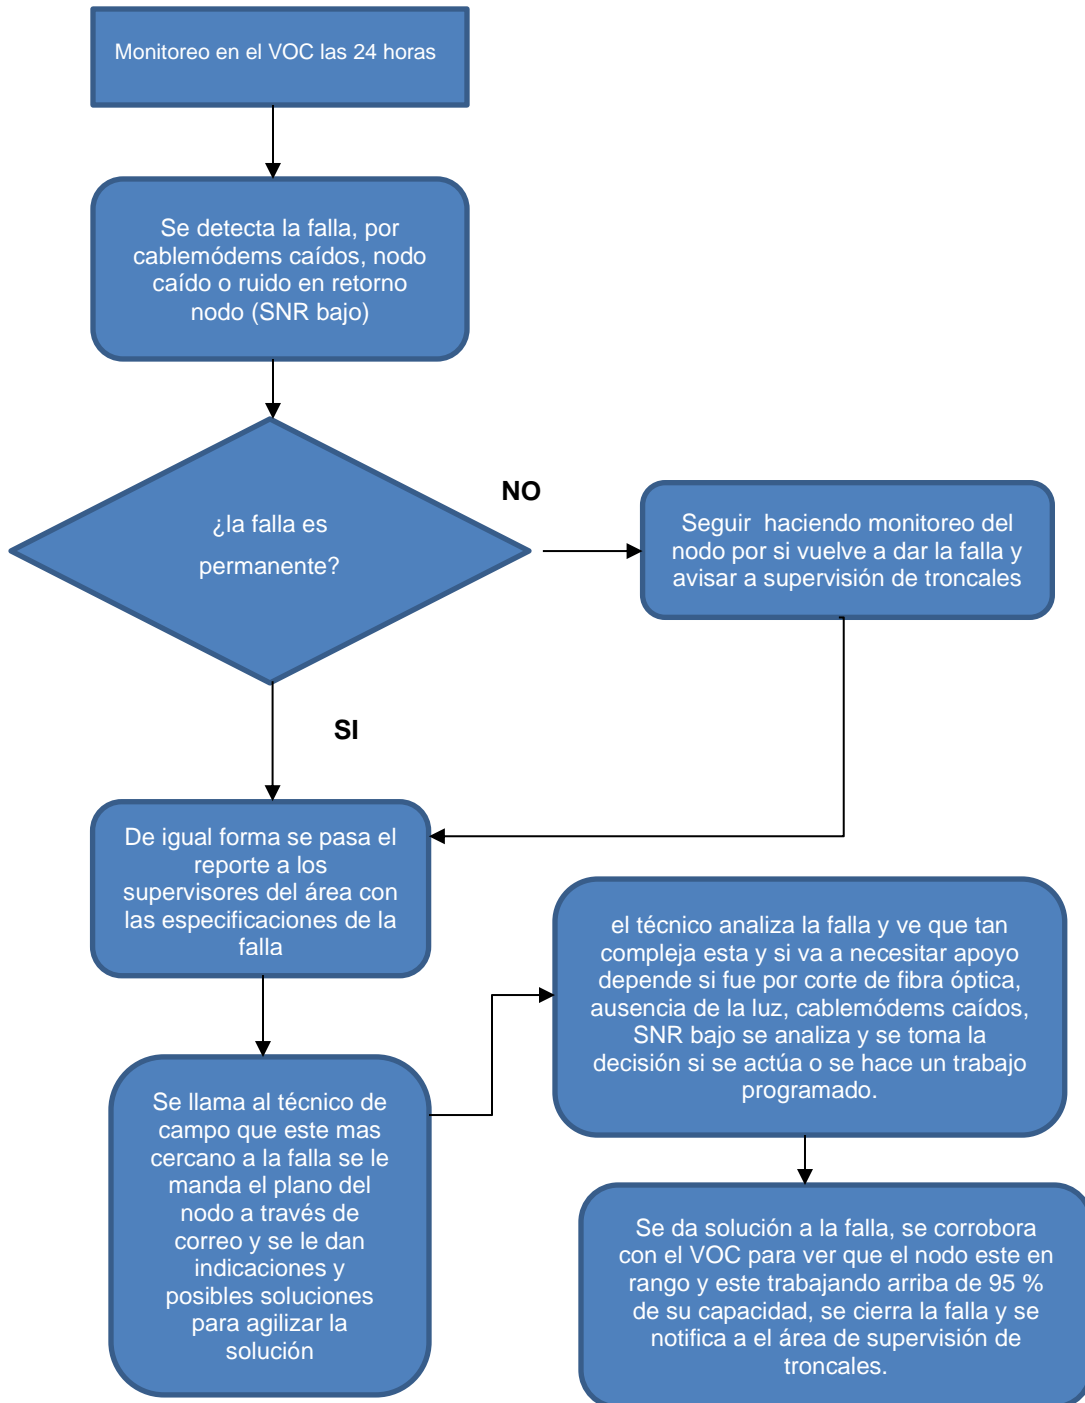 Monitoreo en el VOC las 24 horas
Se detecta la falla, por
cablemódems caídos, nodo
caído o ruido en retorno
nodo (SNR bajo)
¿la falla es
permanente?
NO
Seguir haciendo monitoreo del
nodo por si vuelve a dar la falla y
avisar a supervisión de troncales
SI
De igual forma se pasa el
reporte a los
supervisores del área con
las especificaciones de la
falla
Se llama al técnico de
campo que este mas
cercano a la falla se le
manda el plano del
nodo a través de
correo y se le dan
indicaciones y
posibles soluciones
para agilizar la
solución
el técnico analiza la falla y ve que tan
compleja esta y si va a necesitar apoyo
depende si fue por corte de fibra óptica,
ausencia de la luz, cablemódems caídos,
SNR bajo se analiza y se toma la
decisión si se actúa o se hace un trabajo
programado.
Se da solución a la falla, se corrobora
con el VOC para ver que el nodo este en
rango y este trabajando arriba de 95 %
de su capacidad, se cierra la falla y se
notifica a el área de supervisión de
troncales.